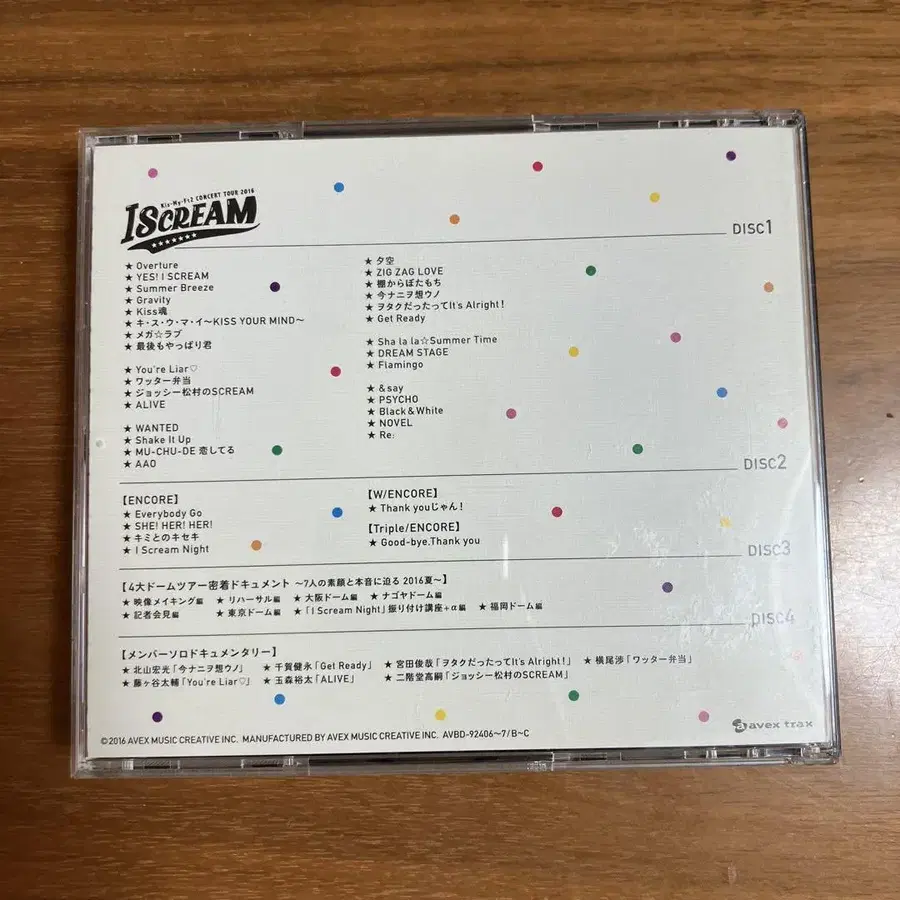 Kis-My-Ft2 CONCERT TOUR 2016
I SCREAM
DISC1
★ Overture
★ YES! I SCREAM
★ Summer Breeze
★ Gravity
★ Kiss魂
★ キ・ス・ウ・マ・イ〜KISS YOUR MIND〜
★ メガ☆ラブ
★ 最後もやっぱり君
★ You're Liar♡
★ ワッター弁当
★ ジョッシー松村のSCREAM
★ ALIVE
★ WANTED
★ Shake It Up
★ MU-CHU-DE 恋してる
★ AAO
★ 夕空
★ ZIG ZAG LOVE
★ 棚からぼたもち
★ 今ナニヲ想ウノ
★ ヲタクだったってIt's Alright!
★ Get Ready
★ Sha la la☆Summer Time
★ DREAM STAGE
★ Flamingo
★ &say
★ PSYCHO
★ Black&White
★ NOVEL
★ Re:
DISC2
【ENCORE】
★ Everybody Go
★ SHE! HER! HER!
★ キミとのキセキ
★ I Scream Night
【W/ENCORE】
★ Thank youじゃん!
【Triple/ENCORE】
★ Good-bye,Thank you
DISC3
【4大ドームツアー密着ドキュメント 〜7人の素顔と本音に迫る 2016夏〜】
★ 映像メイキング編 ★ リハーサル編 ★ 大阪ドーム編 ★ ナゴヤドーム編
★ 記者会見編 ★ 東京ドーム編 ★「I Scream Night」振り付け講座+α編 ★ 福岡ドーム編
DISC4
【メンバーソロドキュメンタリー】
★ 北山宏光「今ナニヲ想ウノ」 ★ 千賀健永「Get Ready」 ★ 宮田俊哉「ヲタクだったってIt's Alright!」 ★ 横尾渉「ワッター弁当」
★ 藤ヶ谷太輔「You're Liar♡」 ★ 玉森裕太「ALIVE」 ★ 二階堂高嗣「ジョッシー松村のSCREAM」
avex trax
©2016 AVEX MUSIC CREATIVE INC. MANUFACTURED BY AVEX MUSIC CREATIVE INC. AVBD-92406〜7/B〜C